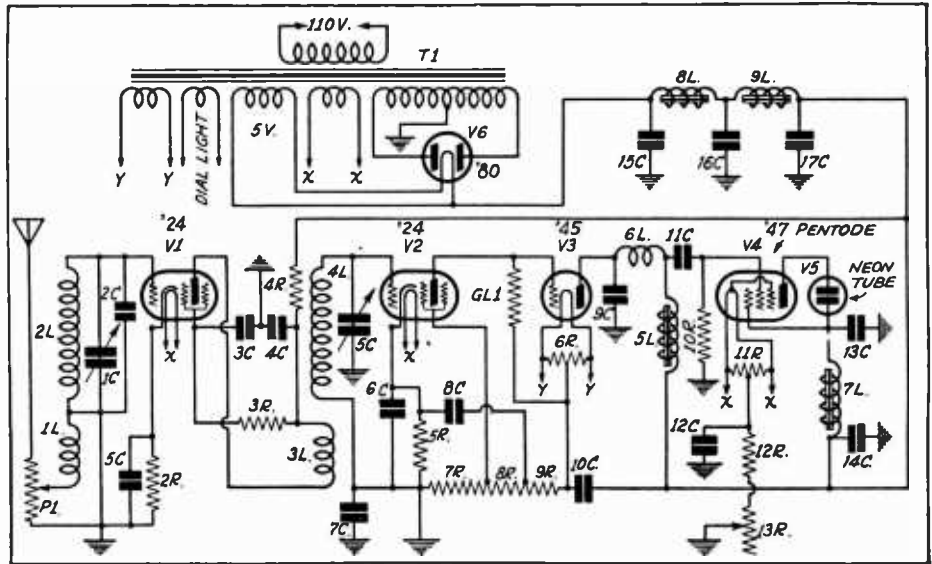 110V.
T1
8L.
9L.
Y Y
DIAL LIGHT
5V.
X X
V6
'80
15C
16C
17C
'24
V1
'24
V2
'45
V3
6L.
11C
'47 PENTODE
V4
V5
NEON TUBE
2L
2C
1C
X
4R
3C
4C
4L
5C
X
GL1
9C
6R.
Y Y
5L
10R.
11R
X X
13C
7L.
14C.
1L
P1
5C
2R.
3R.
3L.
6C
8C
5R.
7R.
8R.
9R.
10C.
7C
12C
12R.
13R.